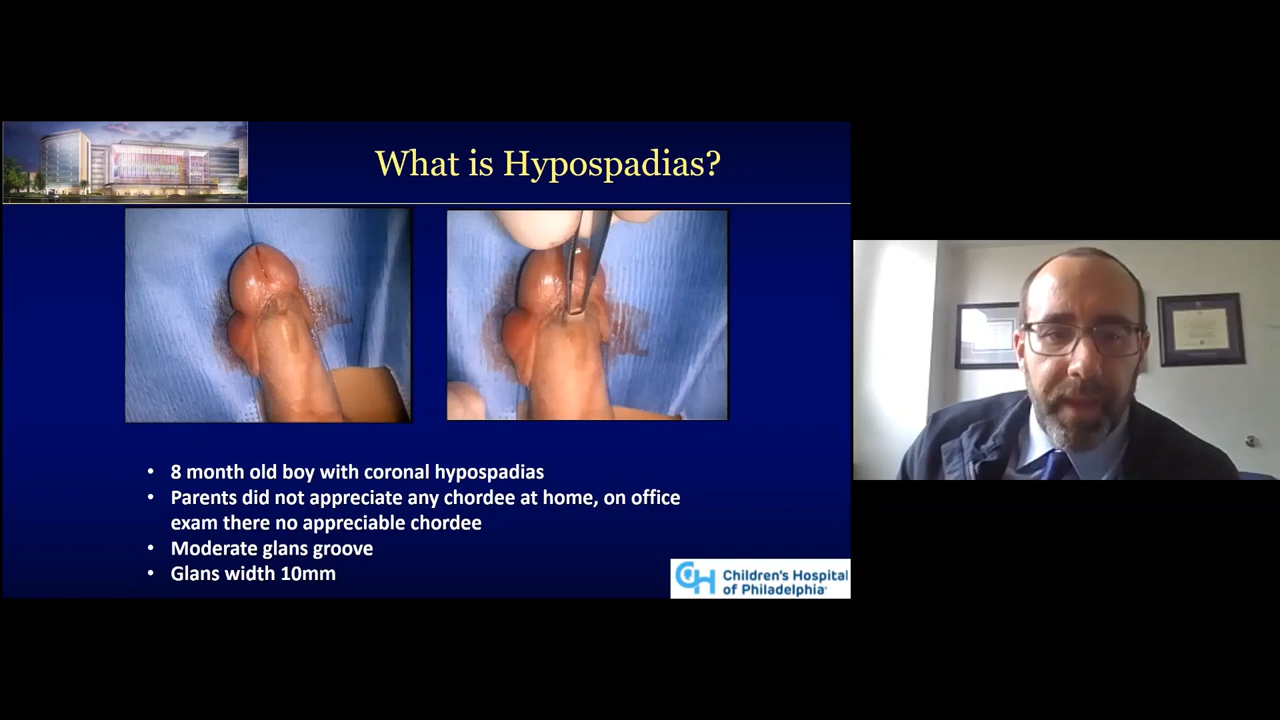 What is Hypospadias?
• 8 month old boy with coronal hypospadias
• Parents did not appreciate any chordee at home, on office
exam there no appreciable chordee
• Moderate glans groove
• Glans width 10mm
CH Children's Hospital
of Philadelphia